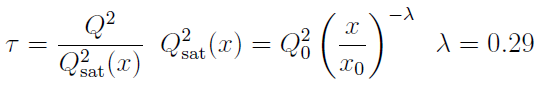 τ = Q² / Q²_sat(x)   Q²_sat(x) = Q²_0 (x / x_0)^{−λ}   λ = 0.29